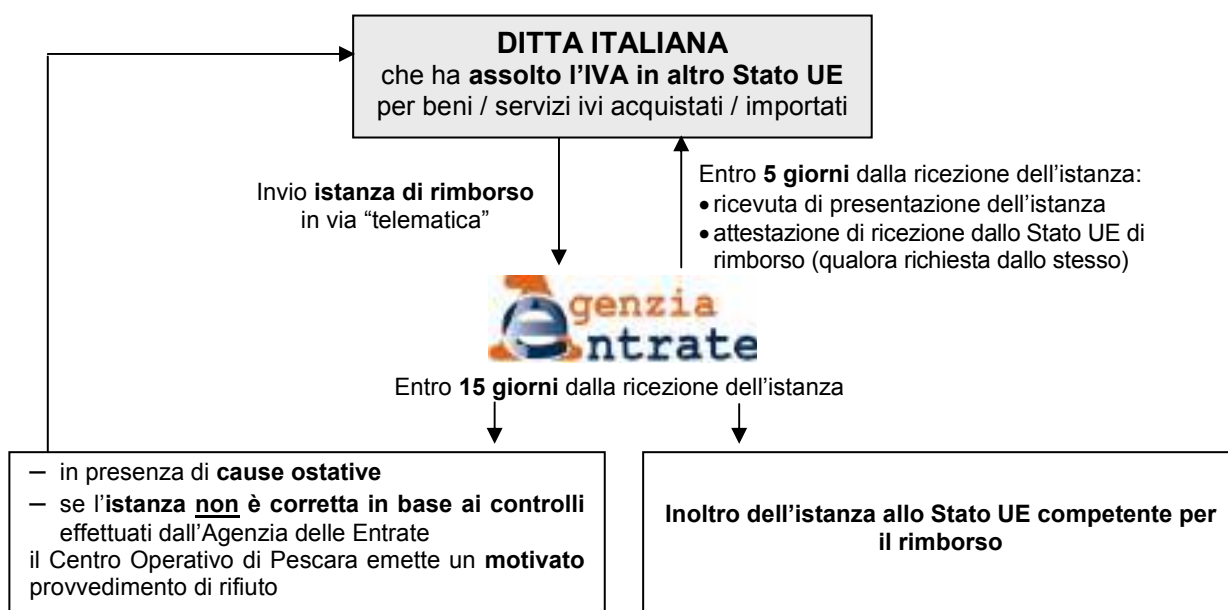 DITTA ITALIANA
che ha assolto l’IVA in altro Stato UE
per beni / servizi ivi acquistati / importati
Invio istanza di rimborso
in via “telematica”
Entro 5 giorni dalla ricezione dell’istanza:
• ricevuta di presentazione dell’istanza
• attestazione di ricezione dallo Stato UE di
rimborso (qualora richiesta dallo stesso)
agenzia
entrate
Entro 15 giorni dalla ricezione dell’istanza
– in presenza di cause ostative
– se l’istanza non è corretta in base ai controlli
effettuati dall’Agenzia delle Entrate
il Centro Operativo di Pescara emette un motivato
provvedimento di rifiuto
Inoltro dell’istanza allo Stato UE competente per
il rimborso